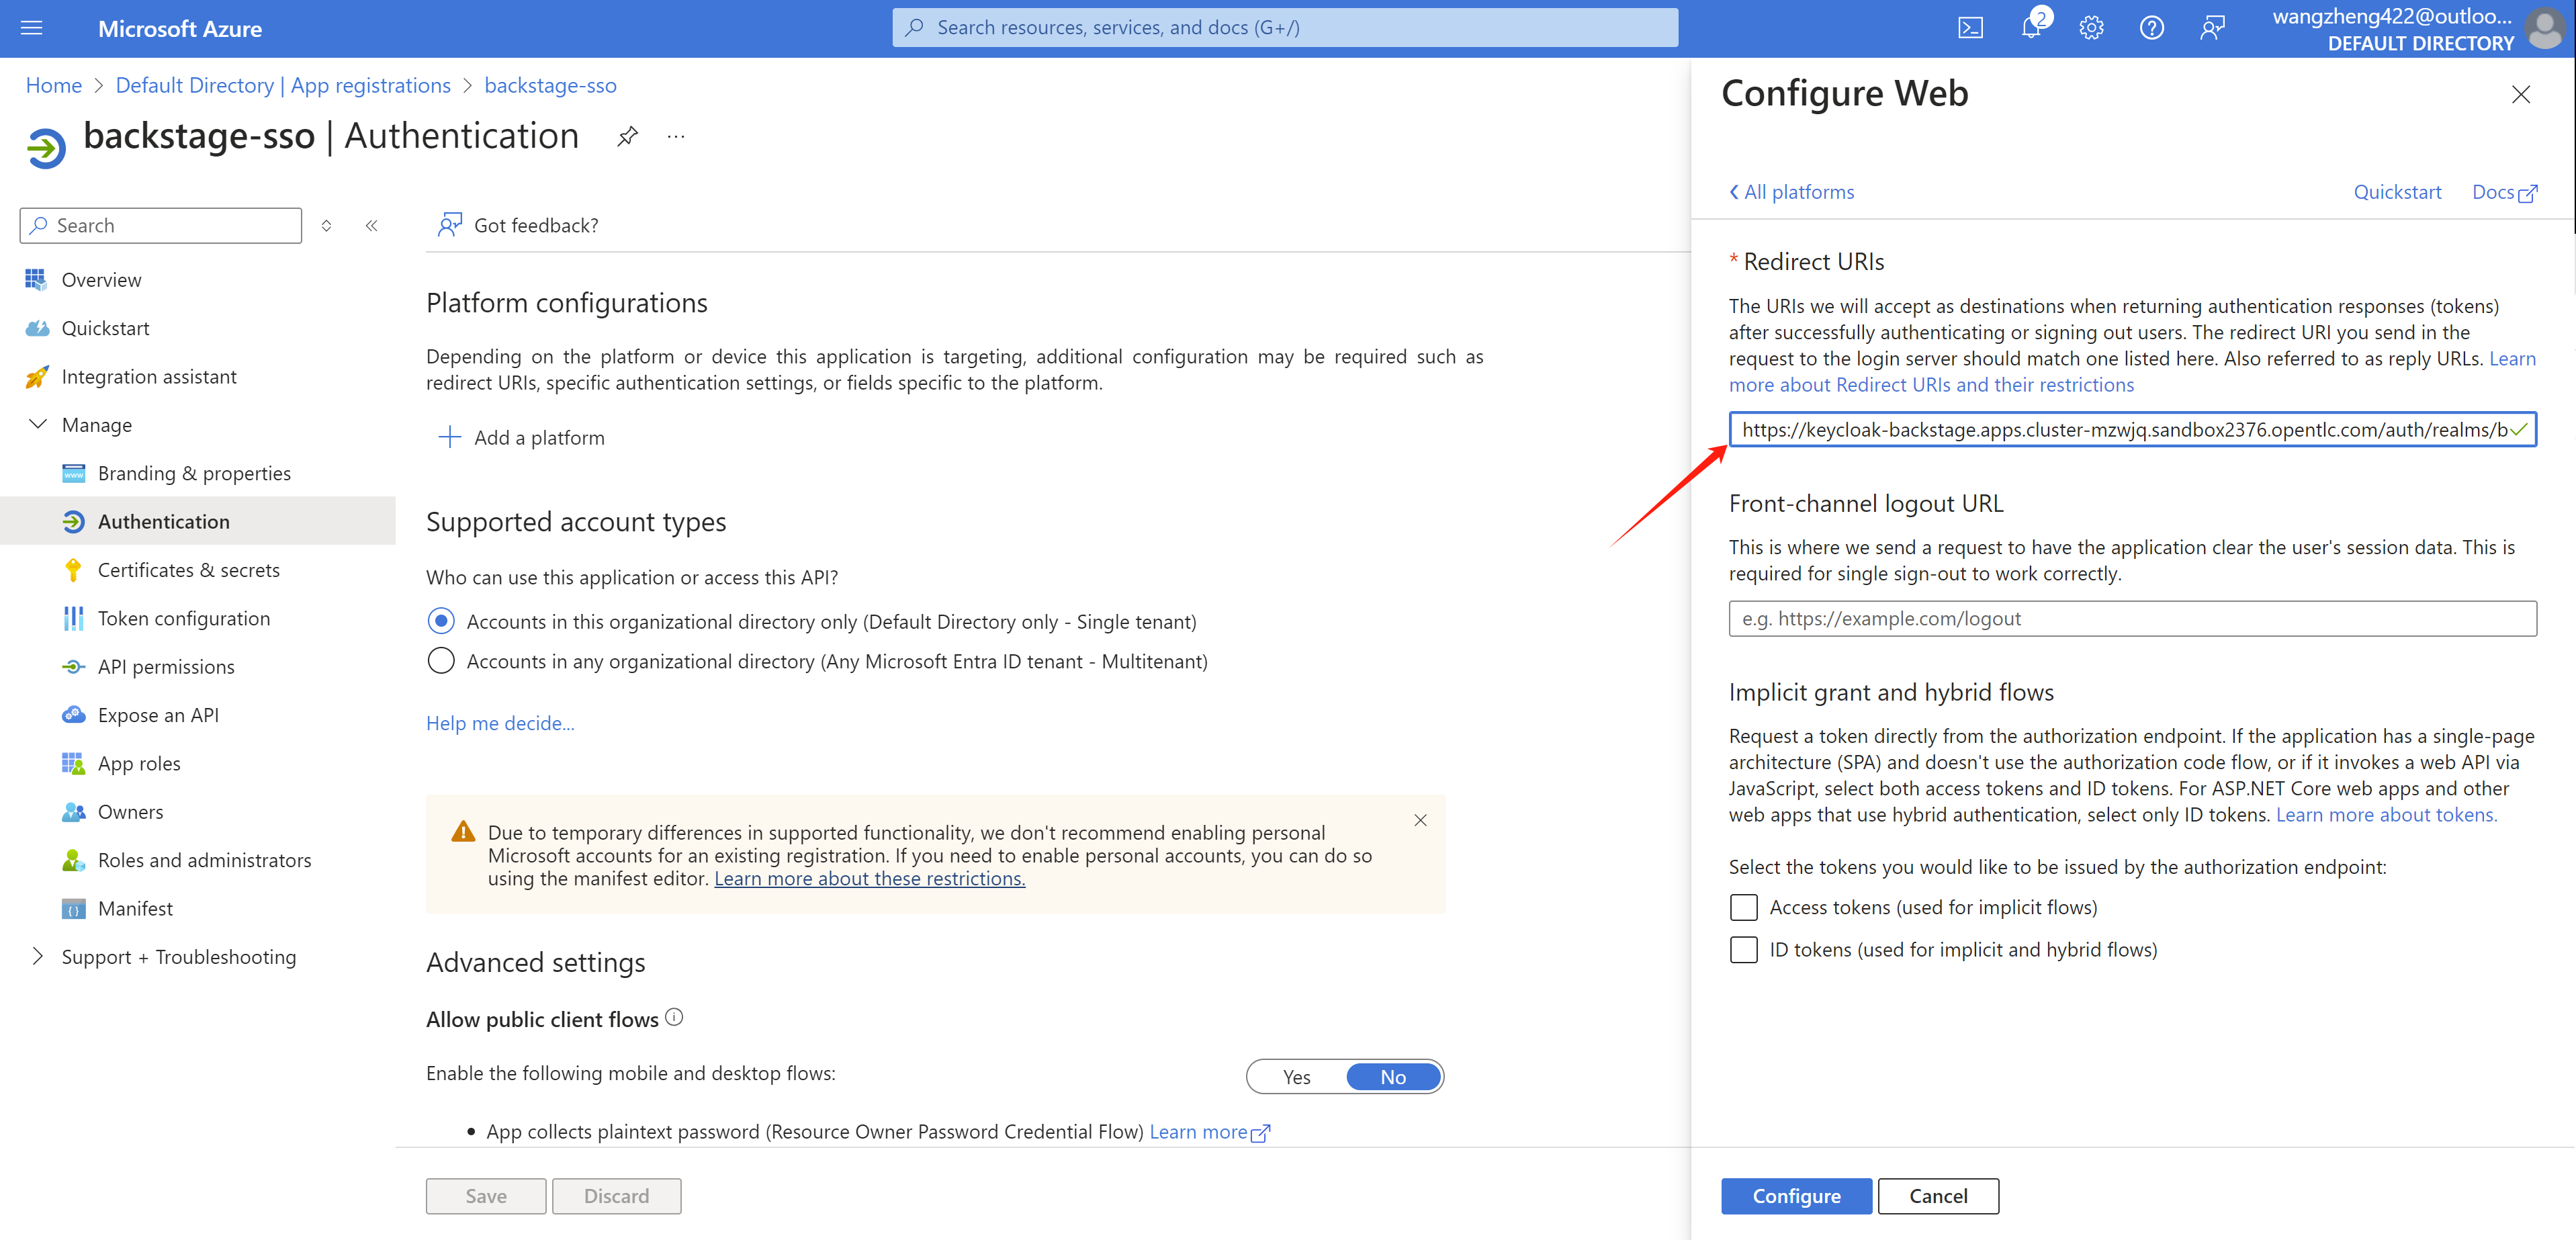 Microsoft Azure
Search resources, services, and docs (G+/)
2
wangzheng422@outloo...
DEFAULT DIRECTORY
Home > Default Directory | App registrations > backstage-sso
backstage-sso | Authentication
...
Search
Overview
Quickstart
Integration assistant
Manage
Branding & properties
Authentication
Certificates & secrets
Token configuration
API permissions
Expose an API
App roles
Owners
Roles and administrators
Manifest
Support + Troubleshooting
Got feedback?
Platform configurations
Depending on the platform or device this application is targeting, additional configuration may be required such as
redirect URIs, specific authentication settings, or fields specific to the platform.
Add a platform
Supported account types
Who can use this application or access this API?
Accounts in this organizational directory only (Default Directory only - Single tenant)
Accounts in any organizational directory (Any Microsoft Entra ID tenant - Multitenant)
Help me decide...
Due to temporary differences in supported functionality, we don't recommend enabling personal
Microsoft accounts for an existing registration. If you need to enable personal accounts, you can do so
using the manifest editor. Learn more about these restrictions.
Advanced settings
Allow public client flows
Enable the following mobile and desktop flows:
Yes No
• App collects plaintext password (Resource Owner Password Credential Flow) Learn more
Save Discard
Configure Web
All platforms
Quickstart Docs
* Redirect URIs
The URIs we will accept as destinations when returning authentication responses (tokens)
after successfully authenticating or signing out users. The redirect URI you send in the
request to the login server should match one listed here. Also referred to as reply URLs. Learn
more about Redirect URIs and their restrictions
https://keycloak-backstage.apps.cluster-mzwjq.sandbox2376.opentlc.com/auth/realms/b
Front-channel logout URL
This is where we send a request to have the application clear the user's session data. This is
required for single sign-out to work correctly.
e.g. https://example.com/logout
Implicit grant and hybrid flows
Request a token directly from the authorization endpoint. If the application has a single-page
architecture (SPA) and doesn't use the authorization code flow, or if it invokes a web API via
JavaScript, select both access tokens and ID tokens. For ASP.NET Core web apps and other
web apps that use hybrid authentication, select only ID tokens. Learn more about tokens.
Select the tokens you would like to be issued by the authorization endpoint:
Access tokens (used for implicit flows)
ID tokens (used for implicit and hybrid flows)
Configure Cancel